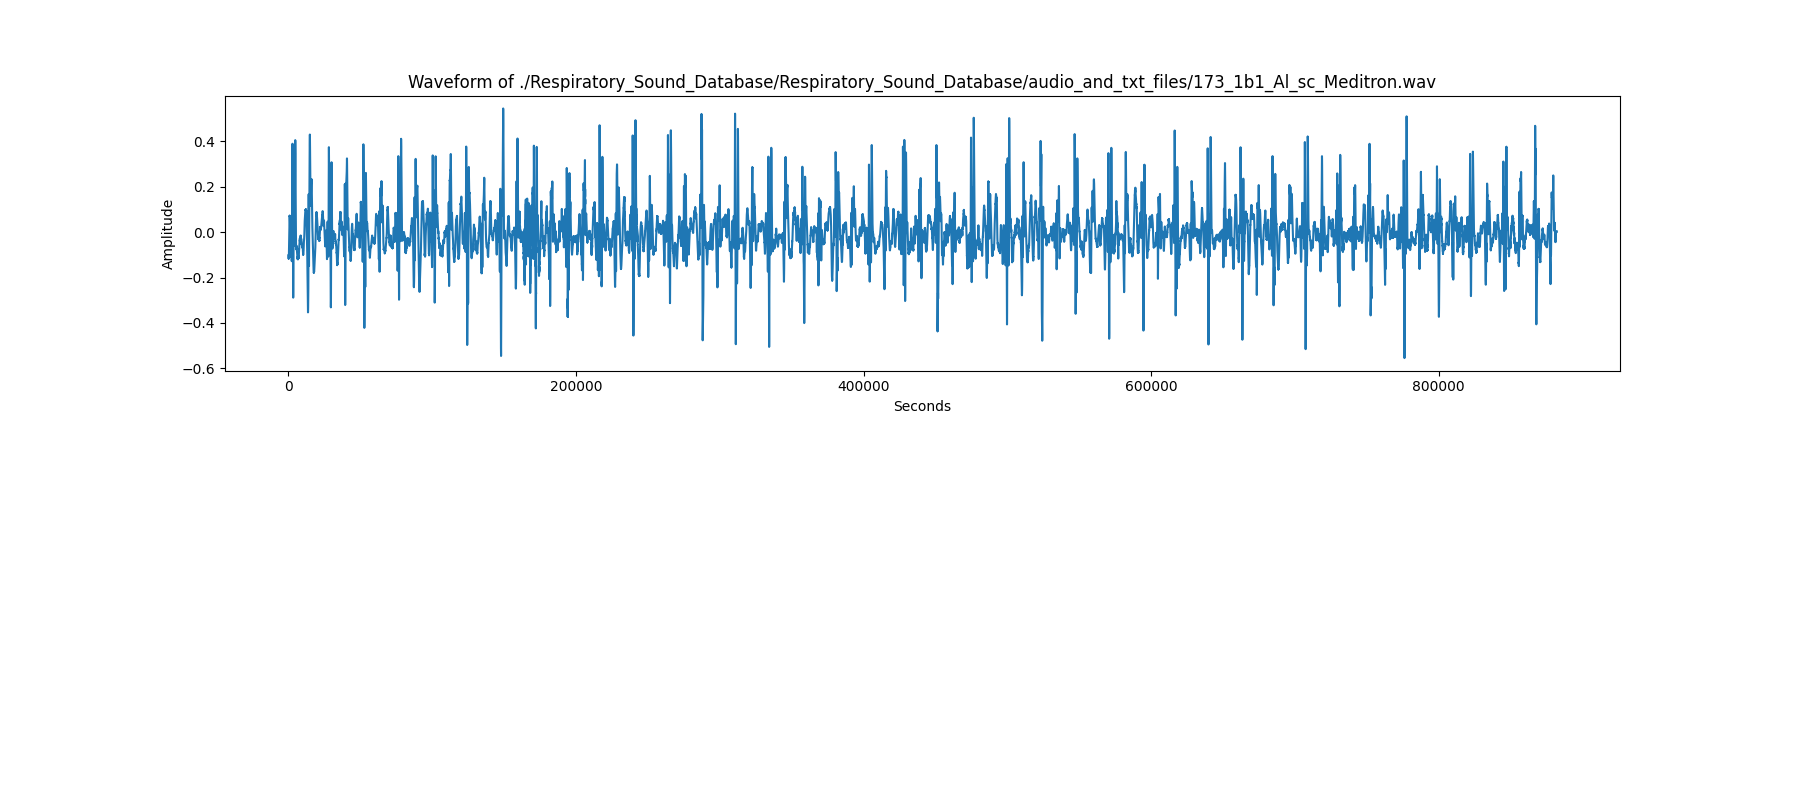 Waveform of ./Respiratory_Sound_Database/Respiratory_Sound_Database/audio_and_txt_files/173_1b1_Al_sc_Meditron.wav
Amplitude
0.4
0.2
0.0
−0.2
−0.4
−0.6
0 200000 400000 600000 800000
Seconds